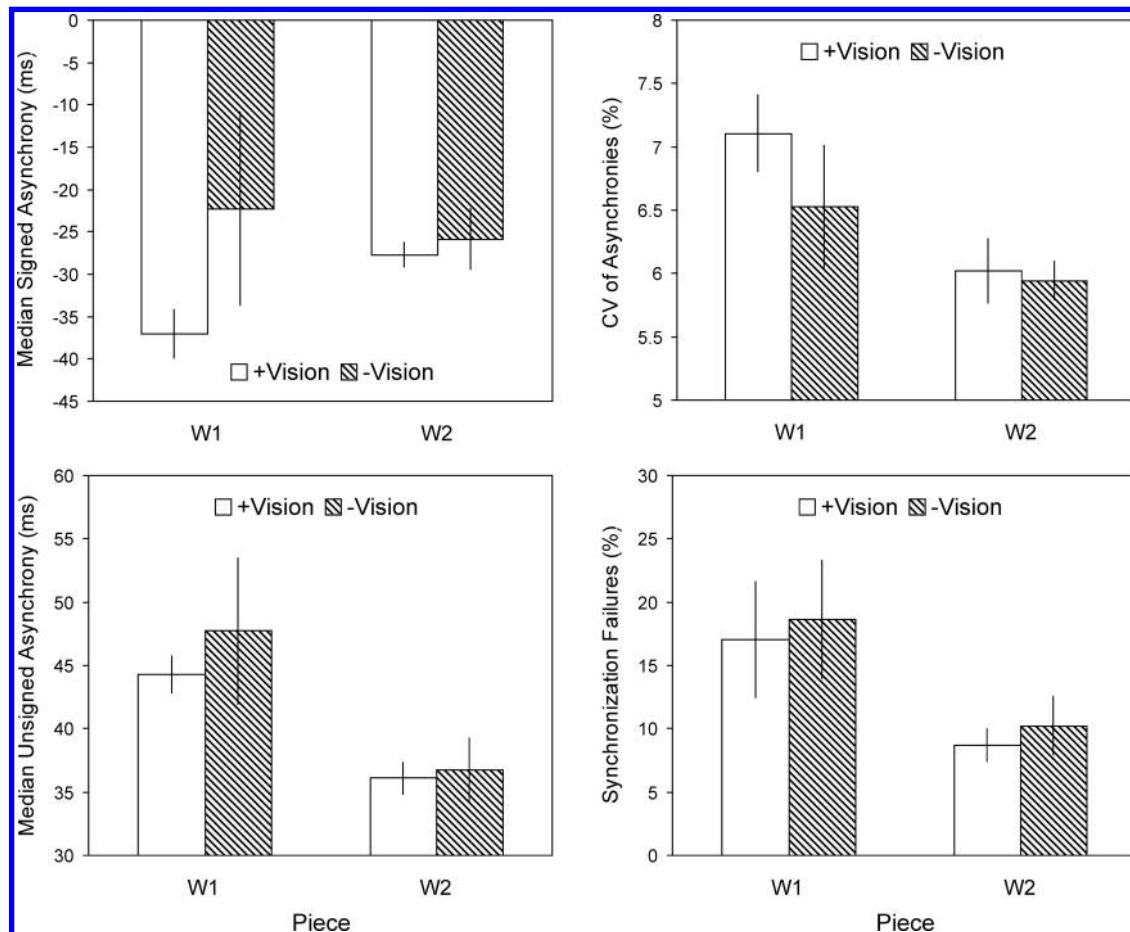 Median Signed Asynchrony (ms)
0
-5
-10
-15
-20
-25
-30
-35
-40
-45
+Vision -Vision
W1 W2
CV of Asynchronies (%)
8
7.5
7
6.5
6
5.5
5
+Vision -Vision
W1 W2
Median Unsigned Asynchrony (ms)
60
55
50
45
40
35
30
+Vision -Vision
W1 W2
Piece
Synchronization Failures (%)
30
25
20
15
10
5
0
+Vision -Vision
W1 W2
Piece